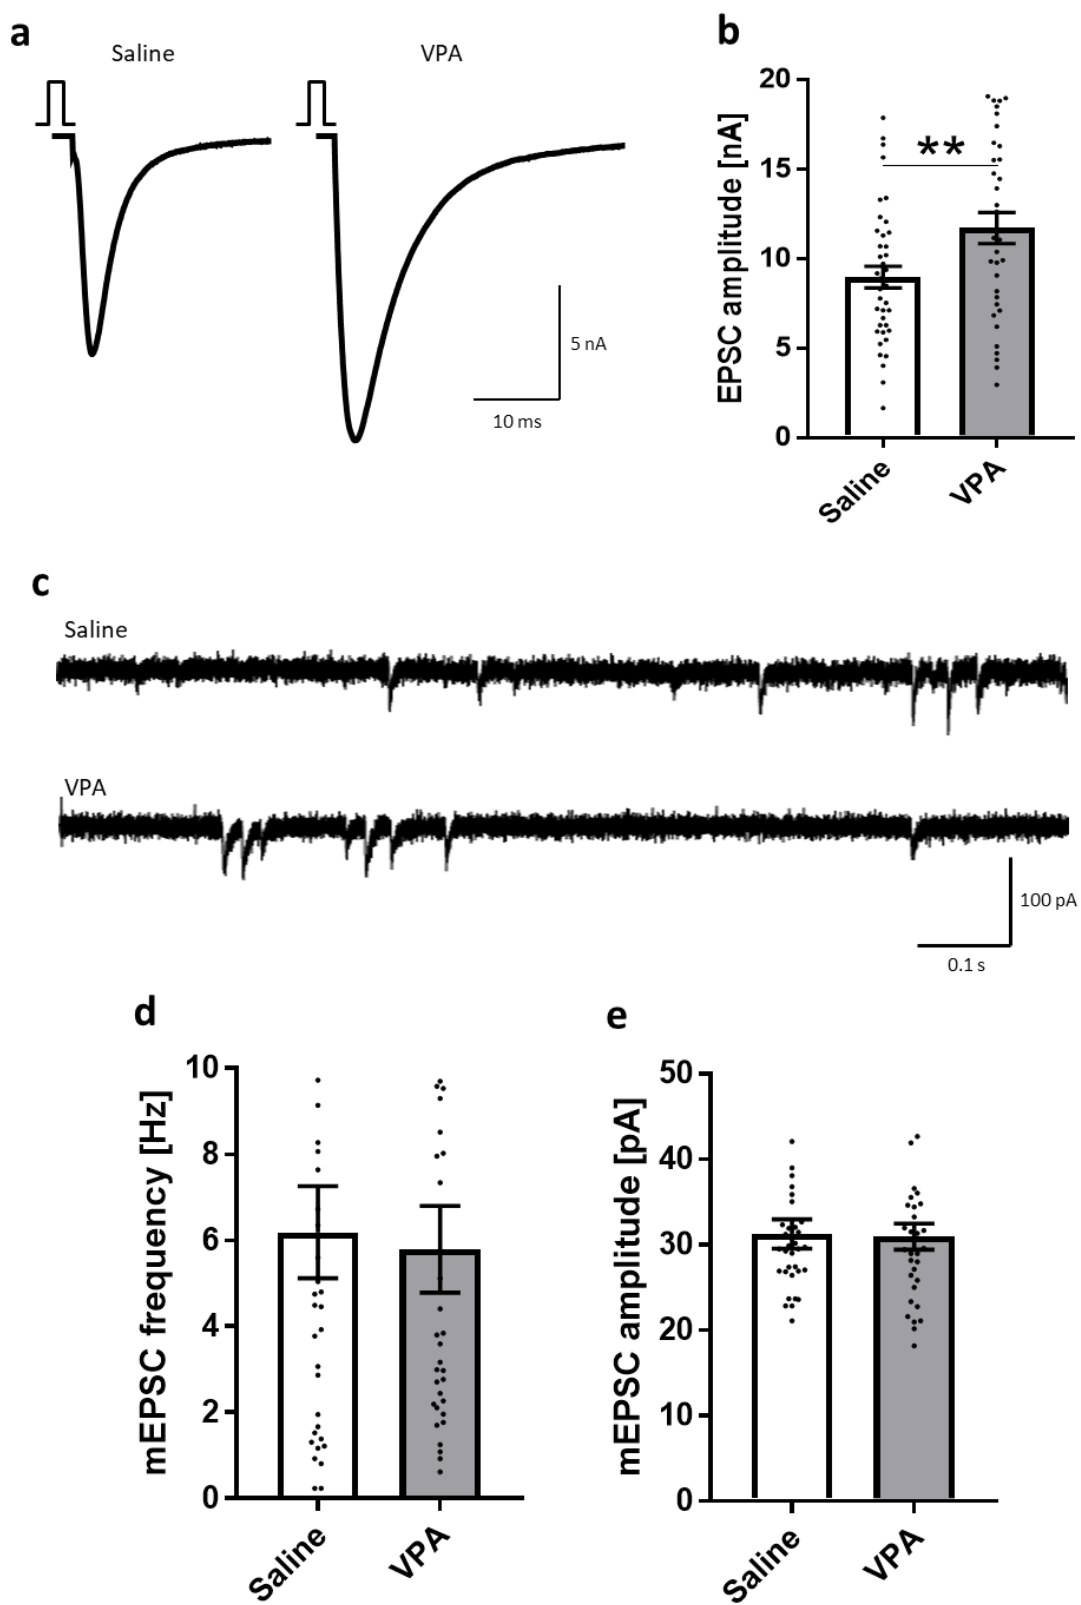 a
Saline
VPA
5 nA
10 ms
b
EPSC amplitude [nA]
20
15
10
5
0
**
Saline
VPA
c
Saline
VPA
100 pA
0.1 s
d
mEPSC frequency [Hz]
10
8
6
4
2
0
Saline
VPA
e
mEPSC amplitude [pA]
50
40
30
20
10
0
Saline
VPA